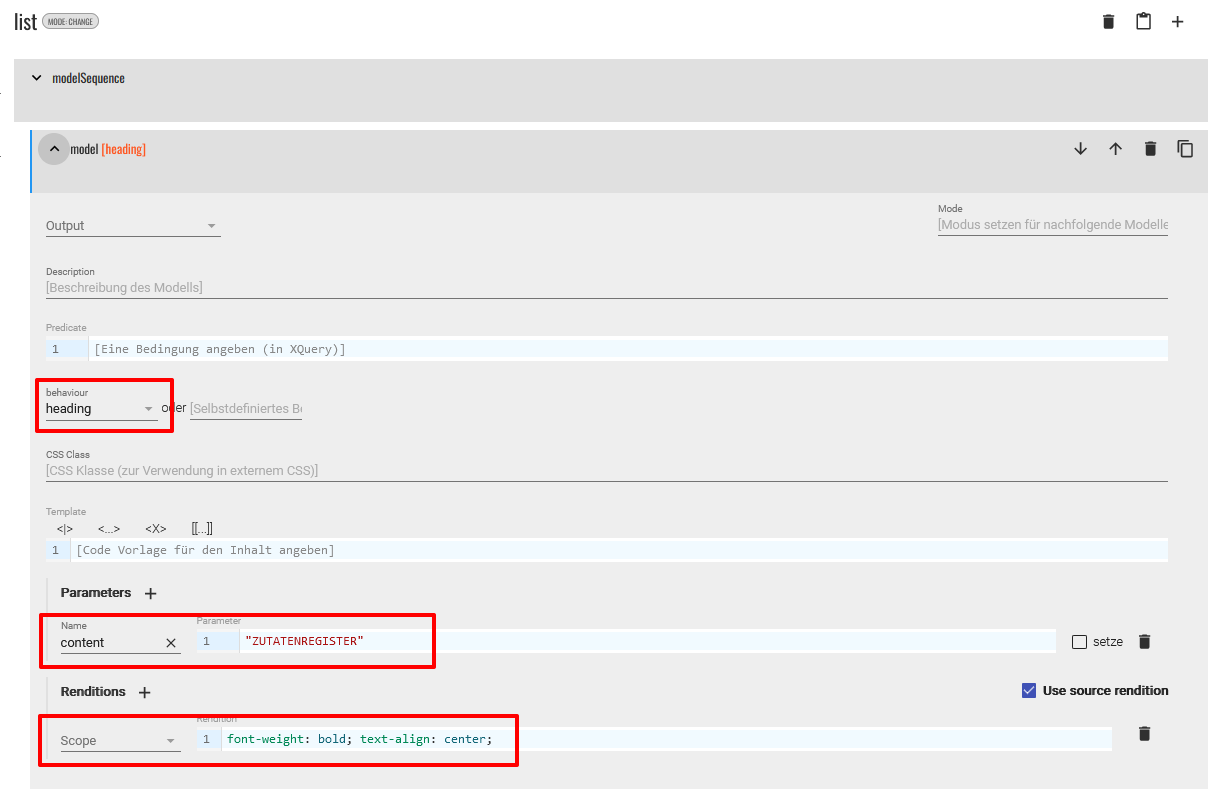 list MODE: CHANGE
modelSequence
model [heading]
Output
Mode
[Modus setzen für nachfolgende Modelle
Description
[Beschreibung des Modells]
Predicate
1 [Eine Bedingung angeben (in XQuery)]
behaviour
heading oder [Selbstdefiniertes Be
CSS Class
[CSS Klasse (zur Verwendung in externem CSS)]
Template
<|> <...> <X> [[...]]
1 [Code Vorlage für den Inhalt angeben]
Parameters +
Name Parameter
content 1 "ZUTATENREGISTER" setze
Renditions + Use source rendition
Rendition
Scope 1 font-weight: bold; text-align: center;